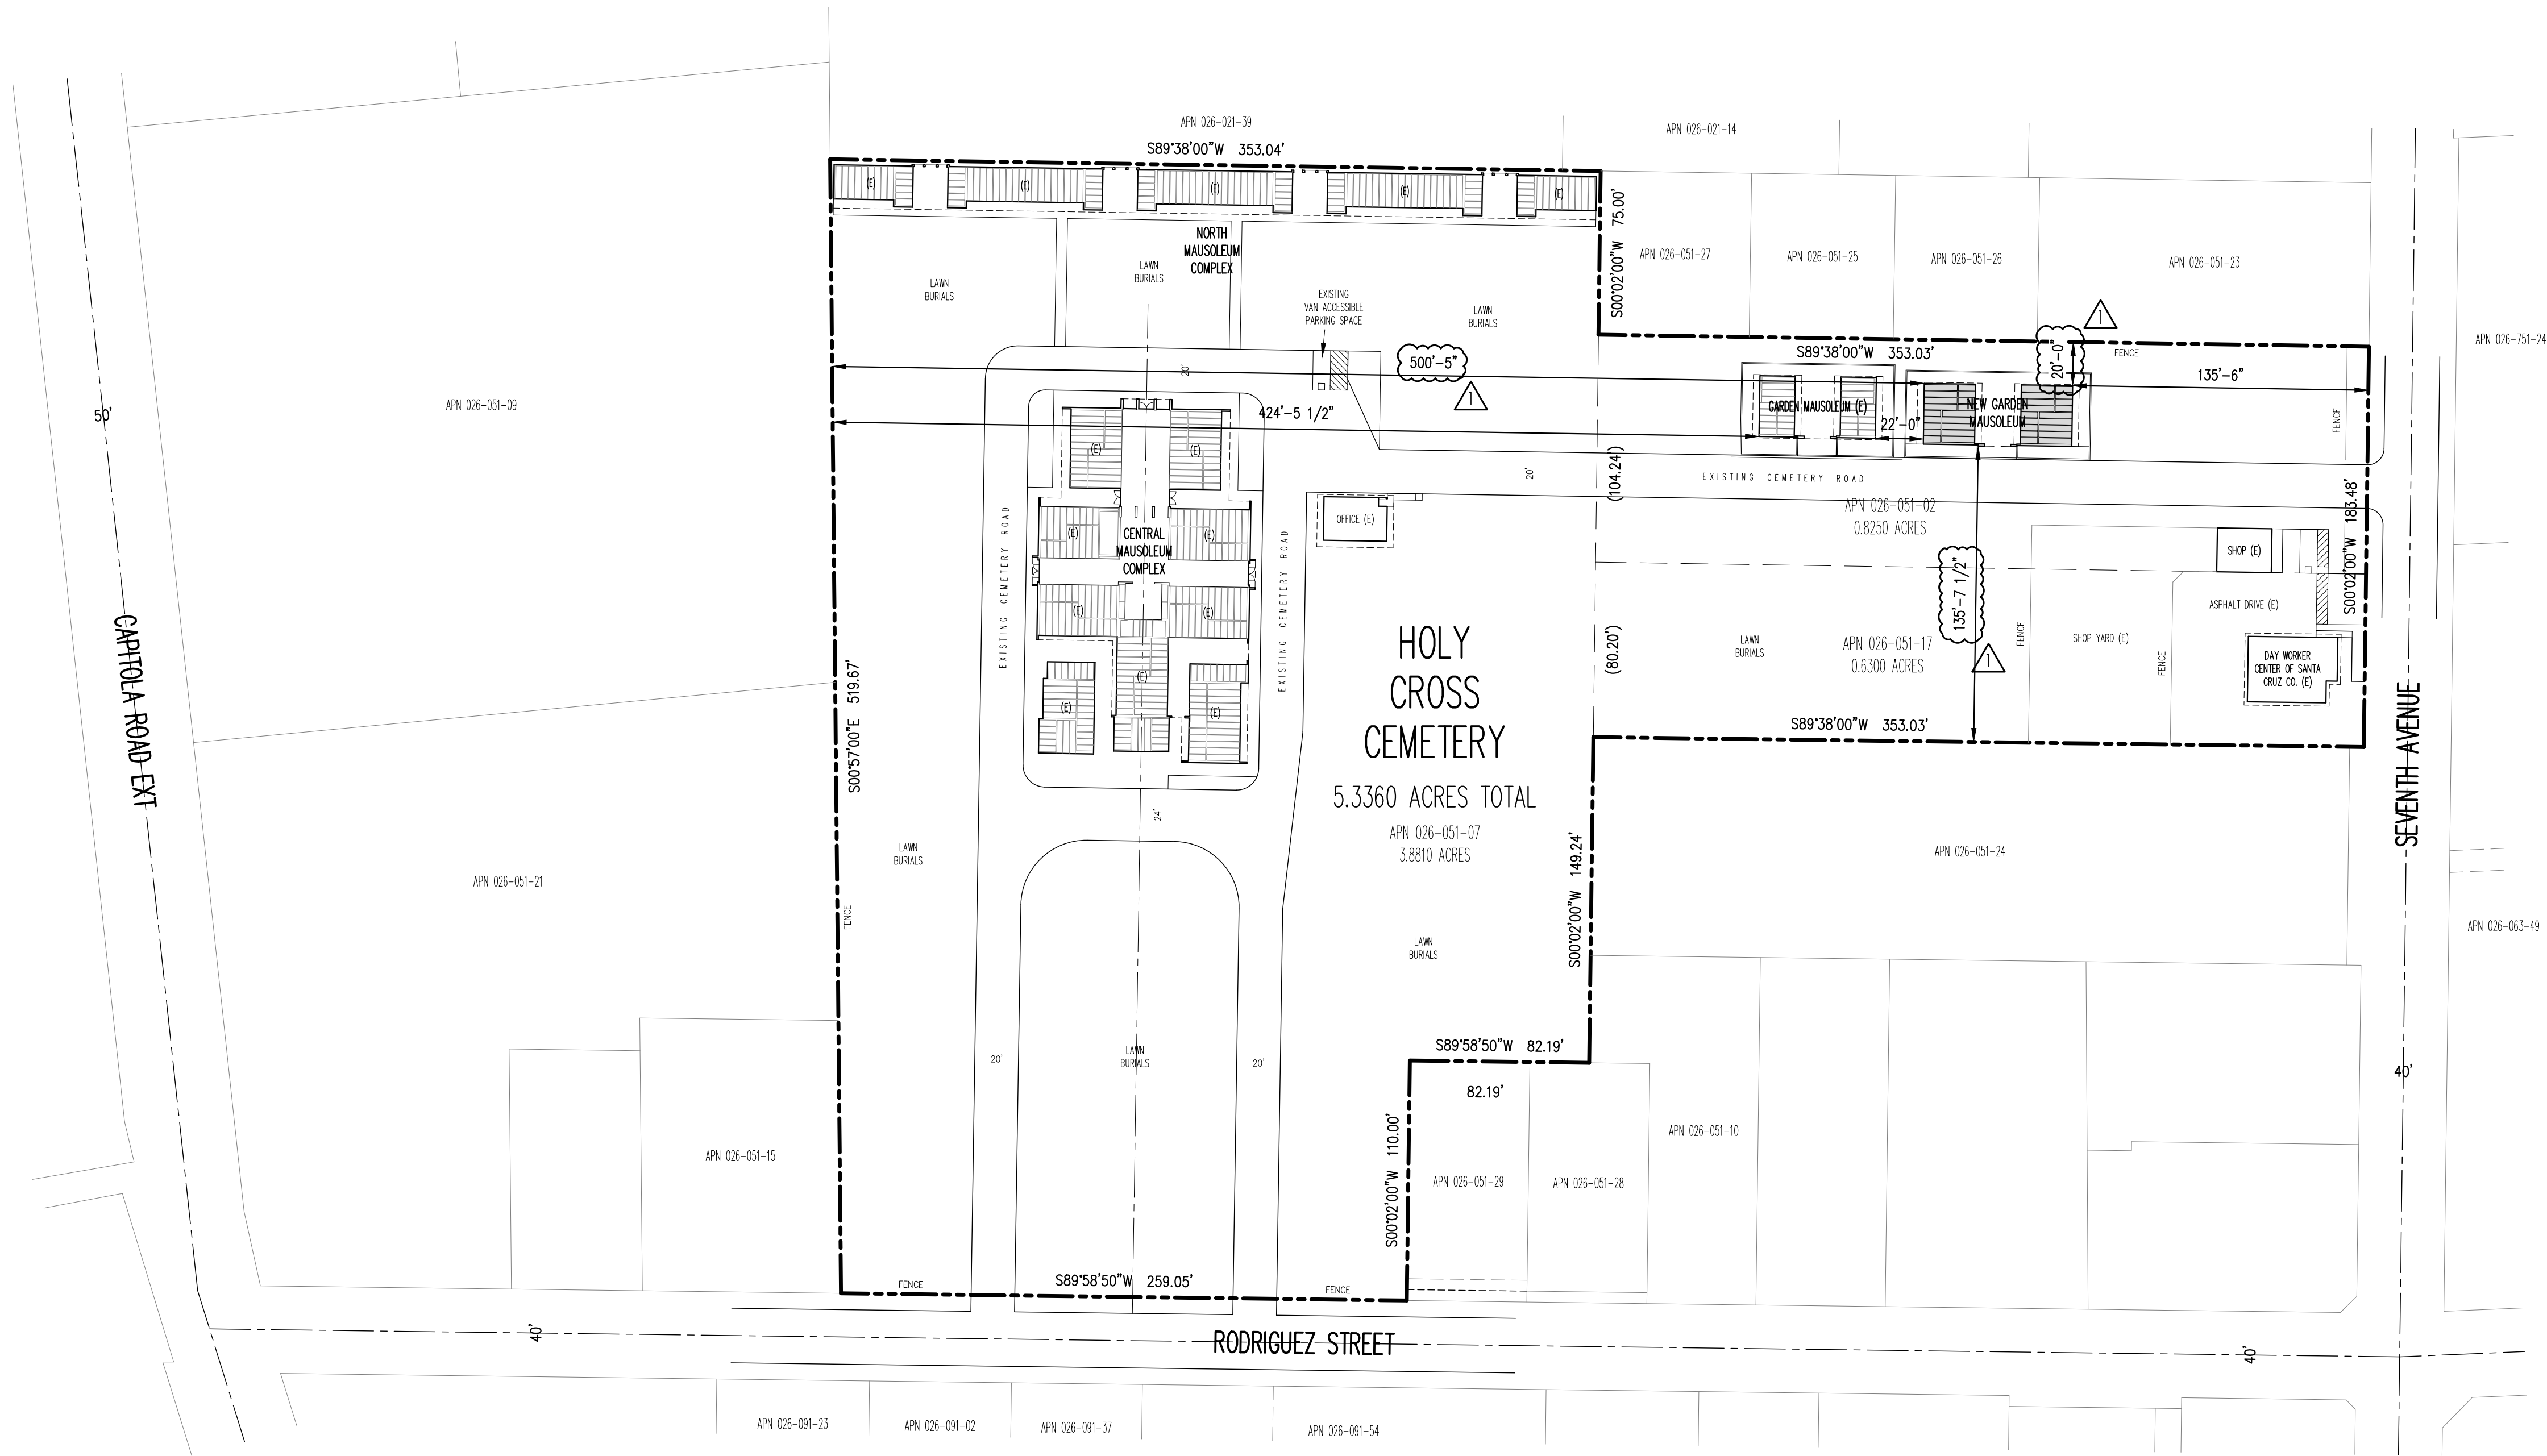 APN 026-021-39
S89°38'00"W 353.04'
APN 026-021-14
(E)
(E)
(E)
(E)
(E)
S00°02'00"W 75.00'
NORTH
MAUSOLEUM
COMPLEX
LAWN
BURIALS
LAWN
BURIALS
EXISTING
VAN ACCESSIBLE
PARKING SPACE
LAWN
BURIALS
APN 026-051-27
APN 026-051-25
APN 026-051-26
APN 026-051-23
APN 026-751-24
1
S89°38'00"W 353.03'
20'-0"
FENCE
500'-5"
1
20'
135'-6"
APN 026-051-09
50'
424'-5 1/2"
GARDEN MAUSOLEUM (E)
22'-0"
NEW GARDEN
MAUSOLEUM
FENCE
(E)
(E)
(104.24')
20'
EXISTING CEMETERY ROAD
APN 026-051-02
0.8250 ACRES
S00°02'00"W 183.48'
OFFICE (E)
EXISTING CEMETERY ROAD
(E)
(E)
CENTRAL
MAUSOLEUM
COMPLEX
EXISTING CEMETERY ROAD
SHOP (E)
135'-7 1/2"
1
(E)
(E)
ASPHALT DRIVE (E)
HOLY
CROSS
CEMETERY
5.3360 ACRES TOTAL
APN 026-051-07
3.8810 ACRES
(80.20')
LAWN
BURIALS
APN 026-051-17
0.6300 ACRES
FENCE
SHOP YARD (E)
FENCE
DAY WORKER
CENTER OF SANTA
CRUZ CO. (E)
(E)
(E)
(E)
CAPITOLA ROAD EXT
S00°57'00"E 519.67'
S89°38'00"W 353.03'
SEVENTH AVENUE
24'
LAWN
BURIALS
APN 026-051-21
FENCE
S00°02'00"W 149.24'
APN 026-051-24
APN 026-063-49
LAWN
BURIALS
S89°58'50"W 82.19'
82.19'
LAWN
BURIALS
20'
20'
40'
APN 026-051-15
S00°02'00"W 110.00'
APN 026-051-10
APN 026-051-29
APN 026-051-28
FENCE
S89°58'50"W 259.05'
FENCE
40'
RODRIGUEZ STREET
40'
APN 026-091-23
APN 026-091-02
APN 026-091-37
APN 026-091-54